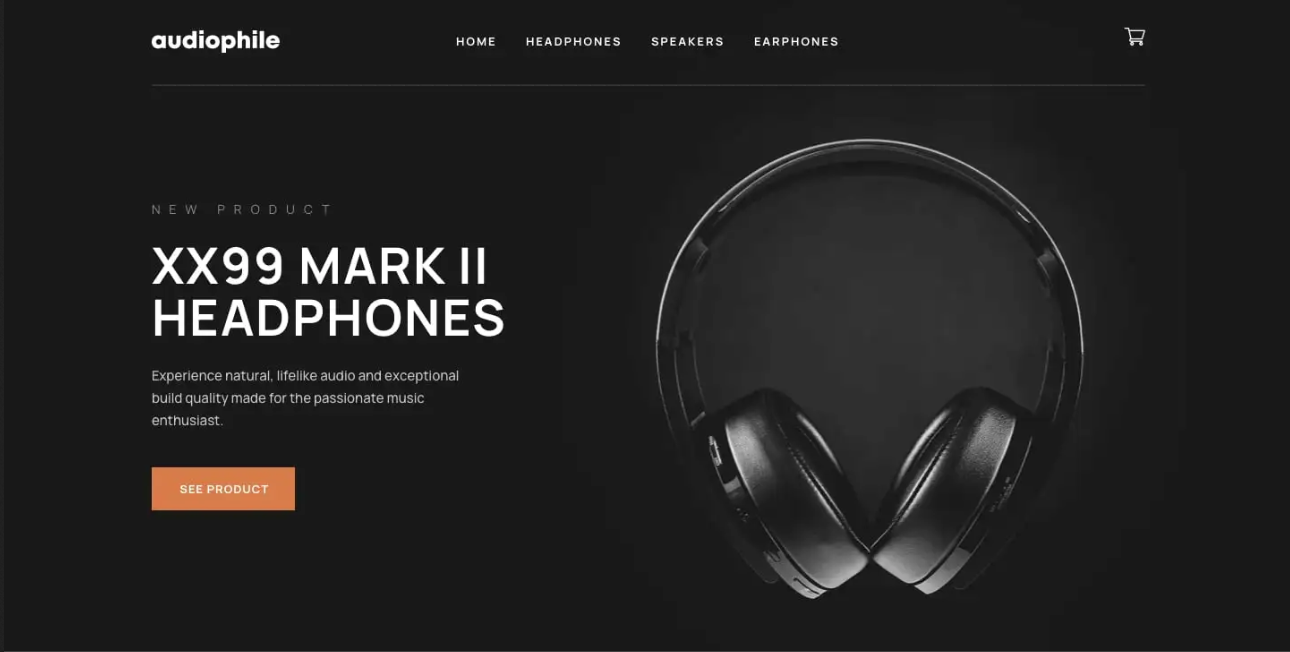 audiophile
HOME HEADPHONES SPEAKERS EARPHONES
NEW PRODUCT
XX99 MARK II
HEADPHONES
Experience natural, lifelike audio and exceptional
build quality made for the passionate music
enthusiast.
SEE PRODUCT